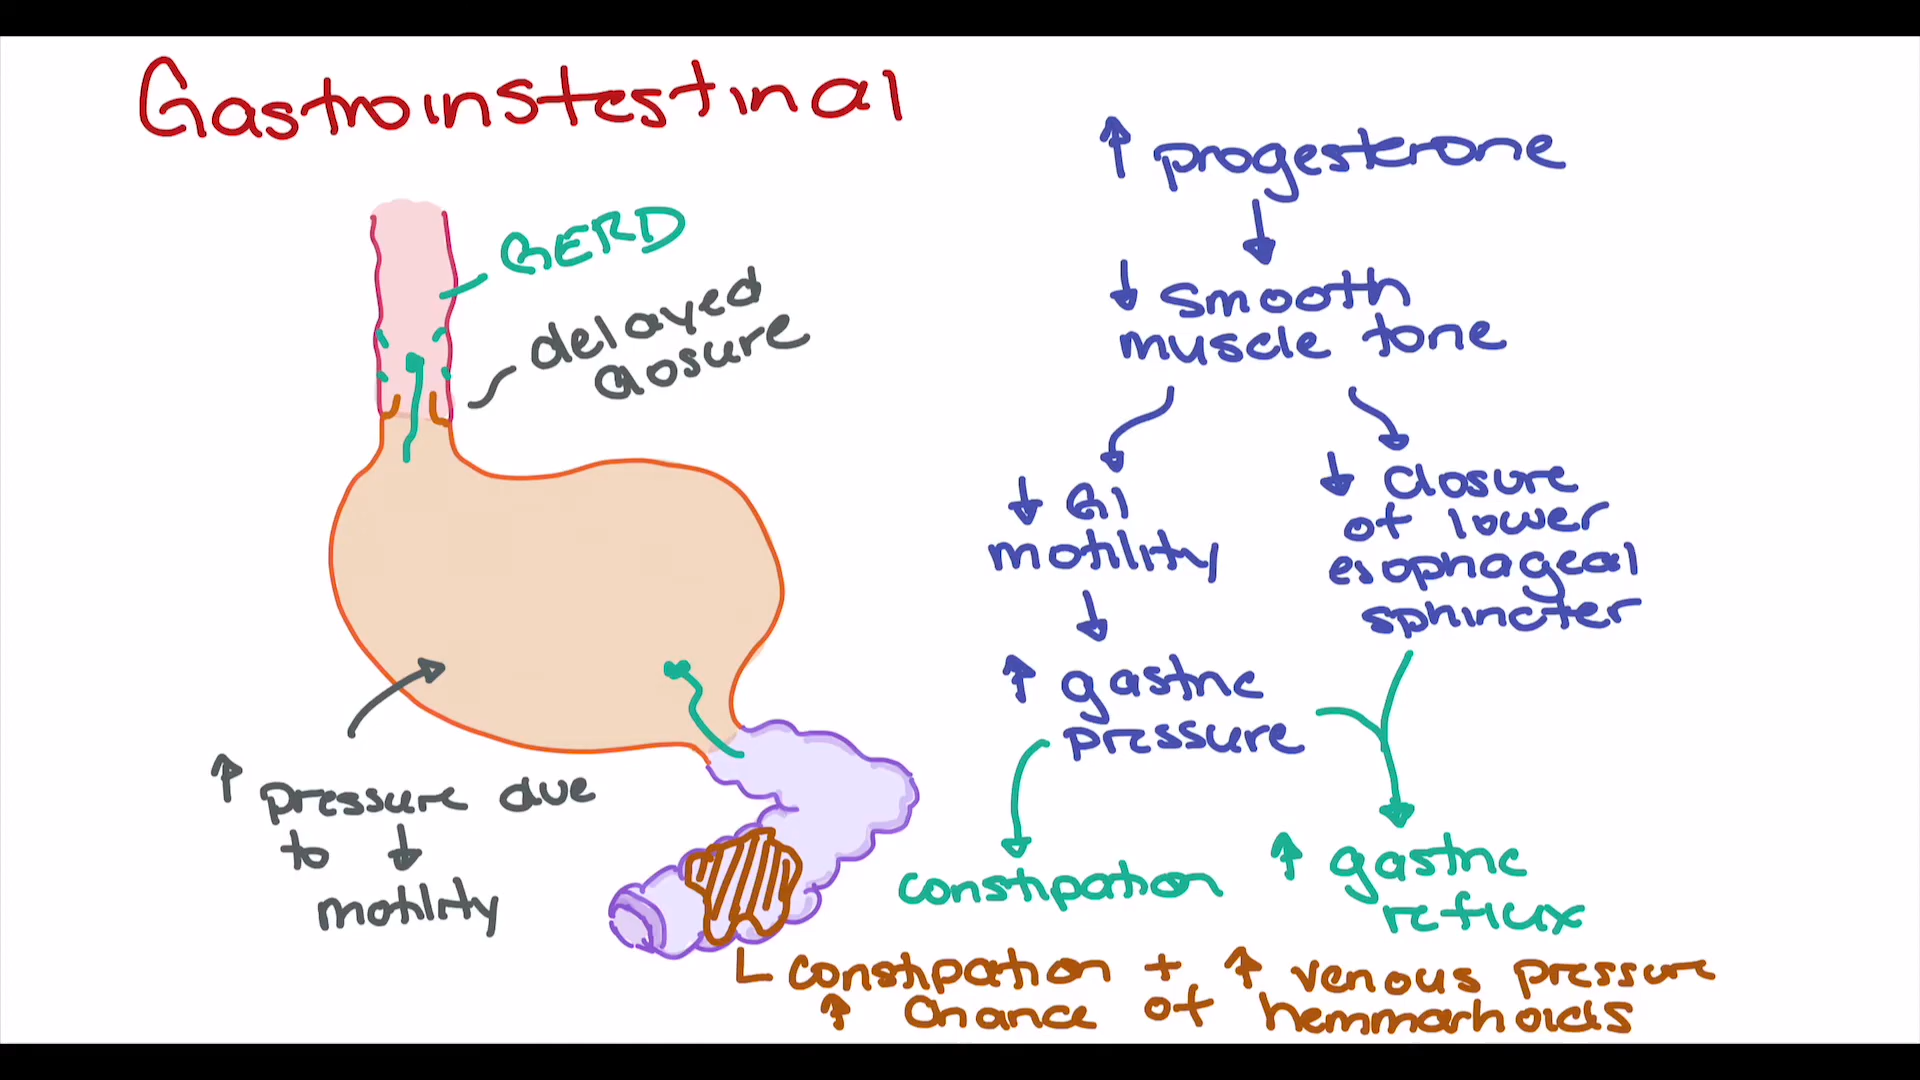 Gastroinstestinal
GERD
delayed
closure
↑ pressure due
to ↓
motility
↑ progesterone
↓ smooth
muscle tone
↓ GI
motility
↑ gastric
pressure
↓ closure
of lower
esophageal
sphincter
constipation
↑ gastric
reflux
constipation + ↑ venous pressure
↑ chance of hemmarhoids